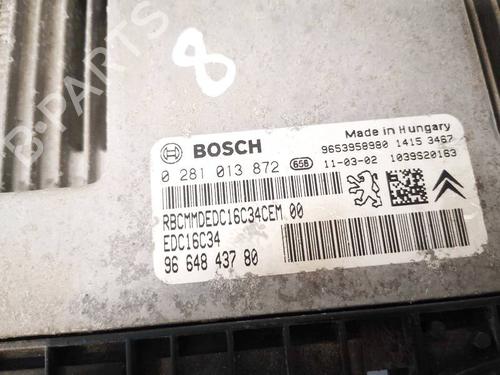 8
B-PARTS
BOSCH
Made in Hungary
9653958980 1415 3467
0 281 013 872 656 11-03-02 1039S20163
RBCMMDEDC16C34CEM 00
EDC16C34
96 648 437 80